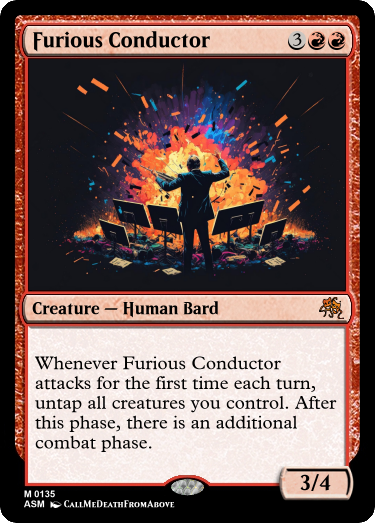 Furious Conductor 3
Creature — Human Bard
Whenever Furious Conductor
attacks for the first time each turn,
untap all creatures you control. After
this phase, there is an additional
combat phase.
3/4
M 0135
ASM CallMeDeathFromAbove